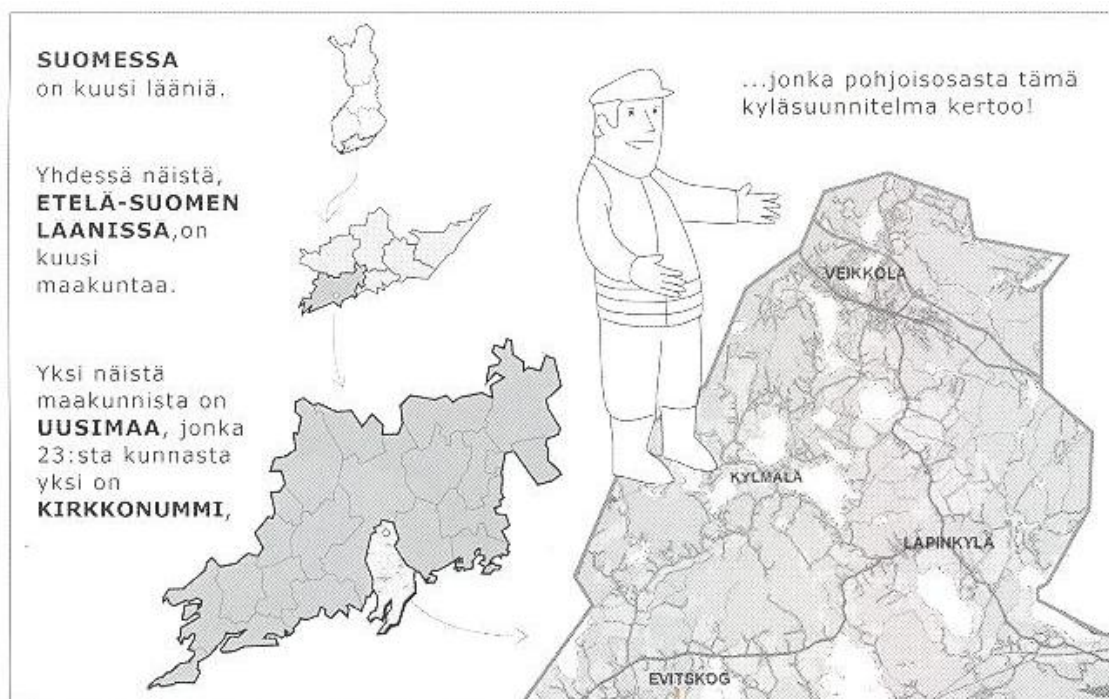 SUOMESSA
on kuusi lääniä.
Yhdessä näistä,
ETELÄ-SUOMEN
LÄÄNISSÄ,on
kuusi
maakuntaa.
Yksi näistä
maakunnista on
UUSIMAA, jonka
23:sta kunnasta
yksi on
KIRKKONUMMI,
...jonka pohjoisosasta tämä
kyläsuunnitelma kertoo!
VEIKKOLA
KYLMÄLÄ
LAPINKYLÄ
EVITSKOG